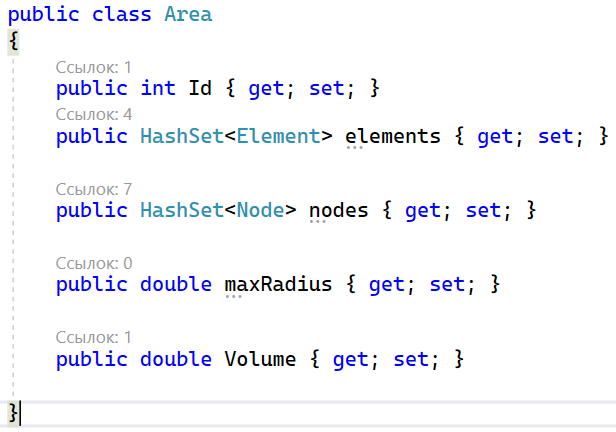 public class Area
{
Ссылок: 1
public int Id { get; set; }
Ссылок: 4
public HashSet<Element> elements { get; set; }
Ссылок: 7
public HashSet<Node> nodes { get; set; }
Ссылок: 0
public double maxRadius { get; set; }
Ссылок: 1
public double Volume { get; set; }
}